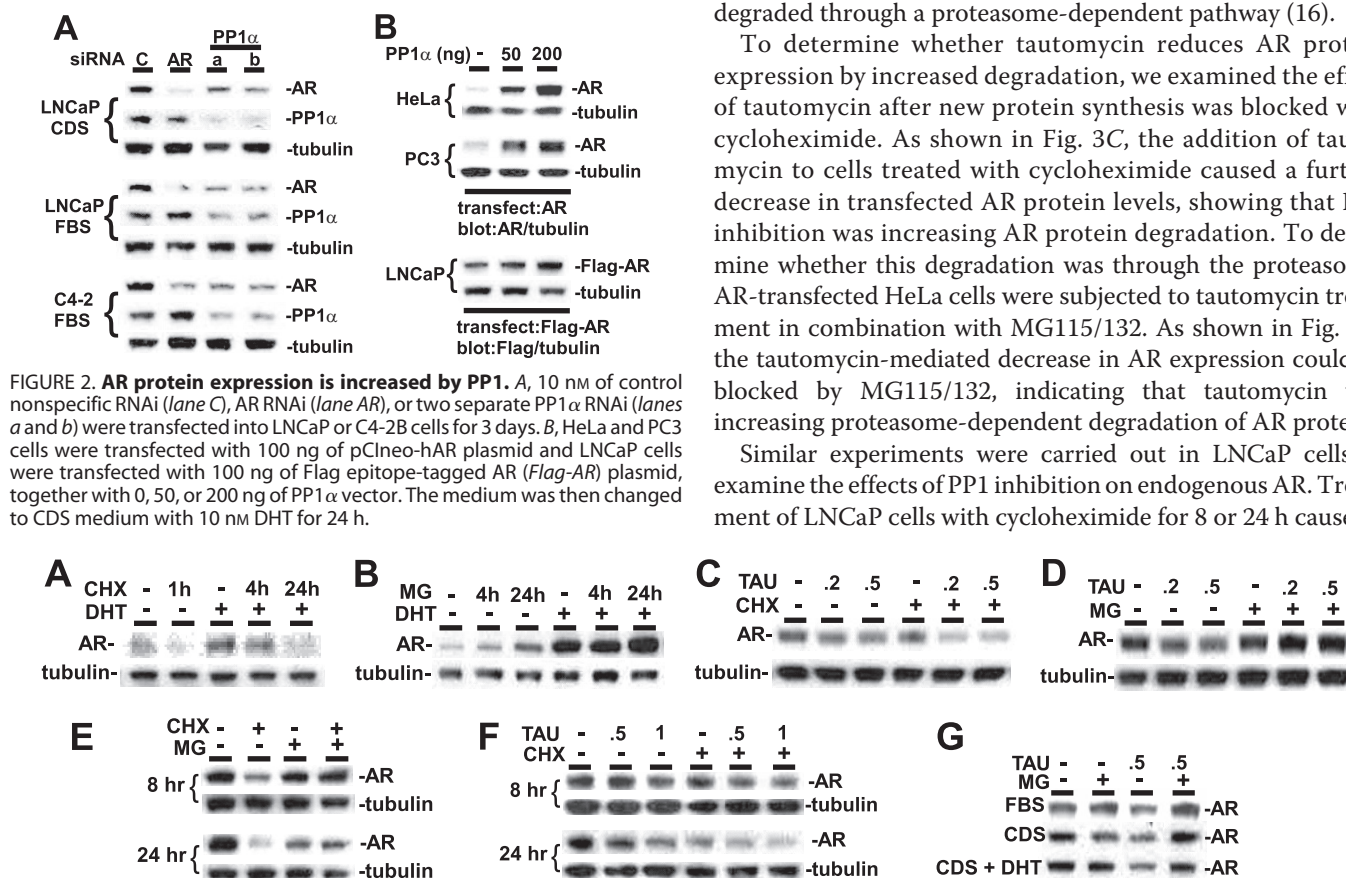 A
PP1α
siRNA C AR a b
LNCaP CDS
-AR
-PP1α
-tubulin
LNCaP FBS
-AR
-PP1α
-tubulin
C4-2 FBS
-AR
-PP1α
-tubulin
B
PP1α (ng) - 50 200
HeLa
-AR
-tubulin
PC3
-AR
-tubulin
transfect:AR
blot:AR/tubulin
LNCaP
-Flag-AR
-tubulin
transfect:Flag-AR
blot:Flag/tubulin
FIGURE 2. AR protein expression is increased by PP1. A, 10 nM of control
nonspecific RNAi (lane C), AR RNAi (lane AR), or two separate PP1α RNAi (lanes
a and b) were transfected into LNCaP or C4-2B cells for 3 days. B, HeLa and PC3
cells were transfected with 100 ng of pCIneo-hAR plasmid and LNCaP cells
were transfected with 100 ng of Flag epitope-tagged AR (Flag-AR) plasmid,
together with 0, 50, or 200 ng of PP1α vector. The medium was then changed
to CDS medium with 10 nM DHT for 24 h.
degraded through a proteasome-dependent pathway (16).
To determine whether tautomycin reduces AR prot
expression by increased degradation, we examined the eff
of tautomycin after new protein synthesis was blocked w
cycloheximide. As shown in Fig. 3C, the addition of tau
mycin to cells treated with cycloheximide caused a furt
decrease in transfected AR protein levels, showing that
inhibition was increasing AR protein degradation. To de
mine whether this degradation was through the proteaso
AR-transfected HeLa cells were subjected to tautomycin tre
ment in combination with MG115/132. As shown in Fig.
the tautomycin-mediated decrease in AR expression could
blocked by MG115/132, indicating that tautomycin
increasing proteasome-dependent degradation of AR prote
Similar experiments were carried out in LNCaP cells
examine the effects of PP1 inhibition on endogenous AR. Tre
ment of LNCaP cells with cycloheximide for 8 or 24 h cause
A
CHX - 1h - 4h 24h
DHT - - + + +
AR-
tubulin-
B
MG - 4h 24h - 4h 24h
DHT - - - + + +
AR-
tubulin-
C
TAU - .2 .5 - .2 .5
CHX - - - + + +
AR-
tubulin-
D
TAU - .2 .5 - .2 .5
MG - - - + + +
AR-
tubulin-
E
CHX - + - +
MG - - + +
8 hr
-AR
-tubulin
24 hr
-AR
-tubulin
F
TAU - .5 1 - .5 1
CHX - - - + + +
8 hr
-AR
-tubulin
24 hr
-AR
-tubulin
G
TAU - - .5 .5
MG - + - +
FBS -AR
CDS -AR
CDS + DHT -AR